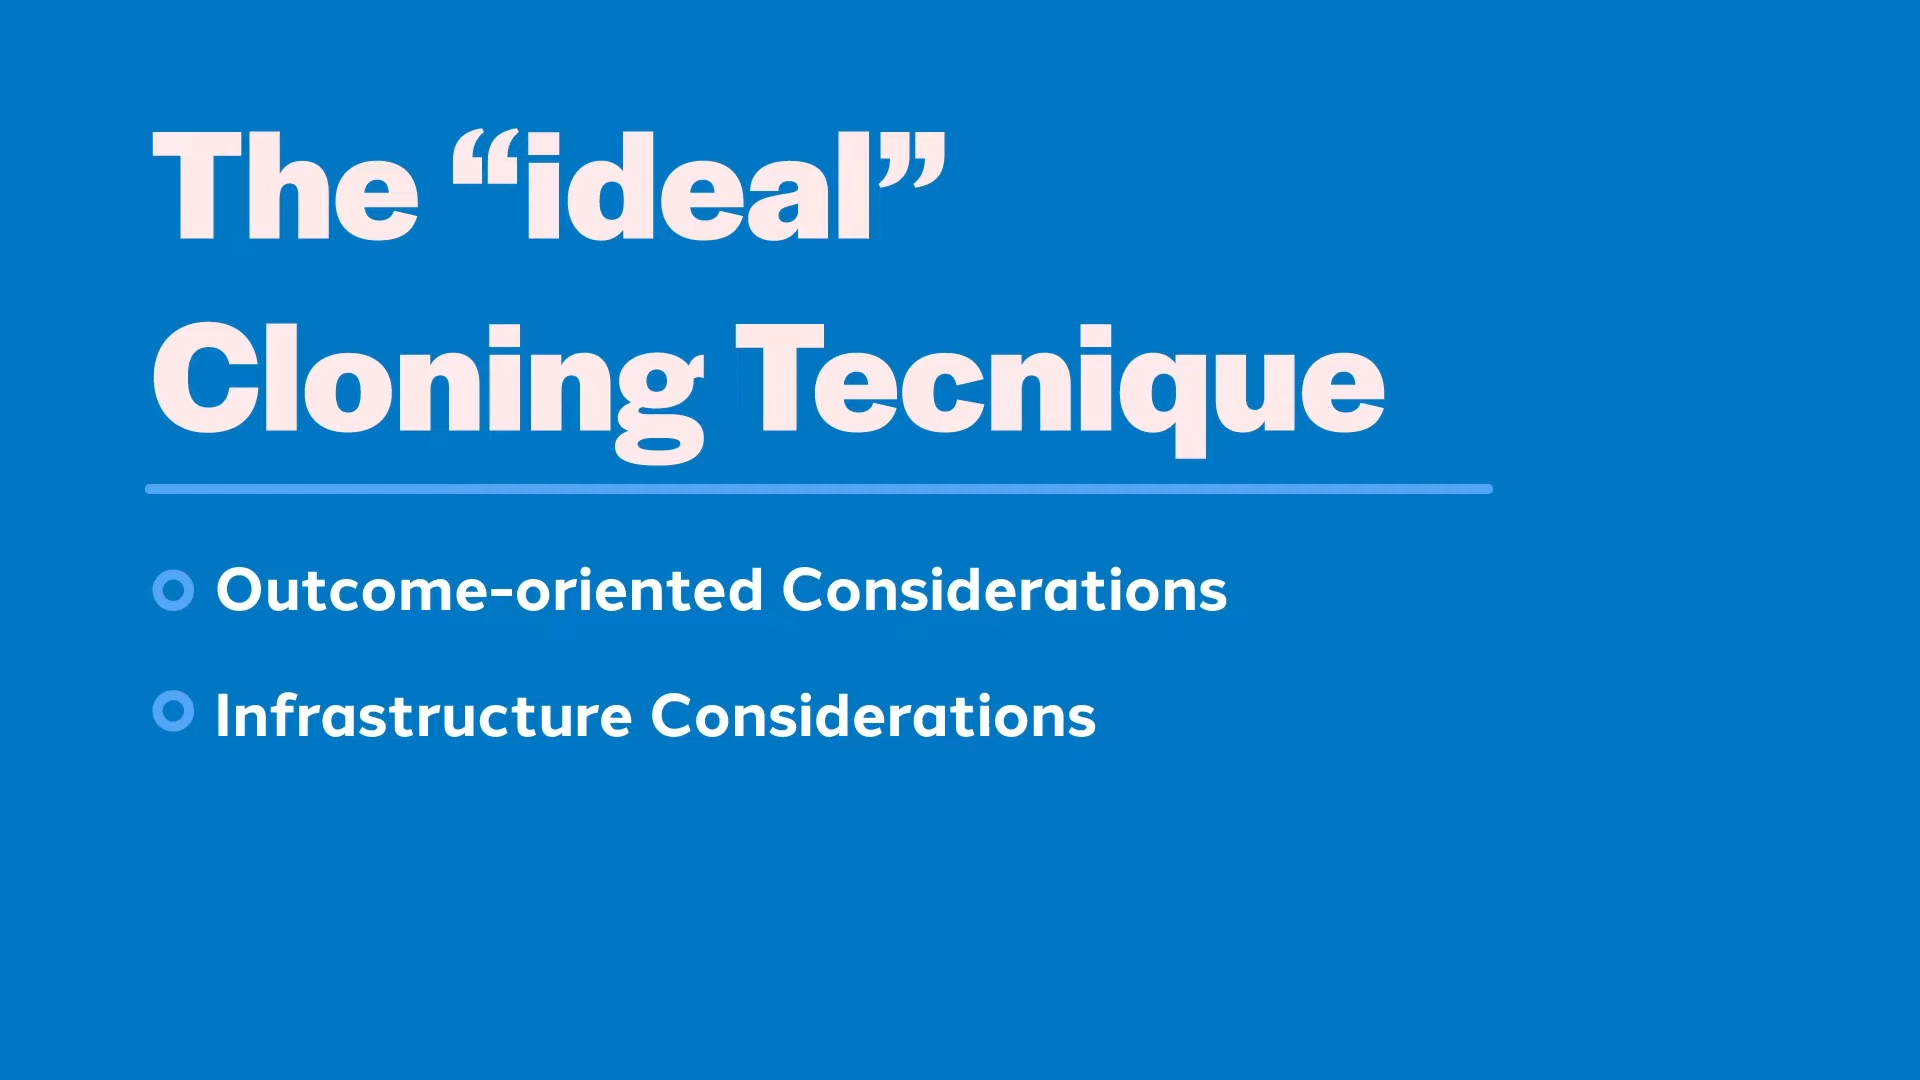 The “ideal”
Cloning Tecnique
Outcome-oriented Considerations
Infrastructure Considerations